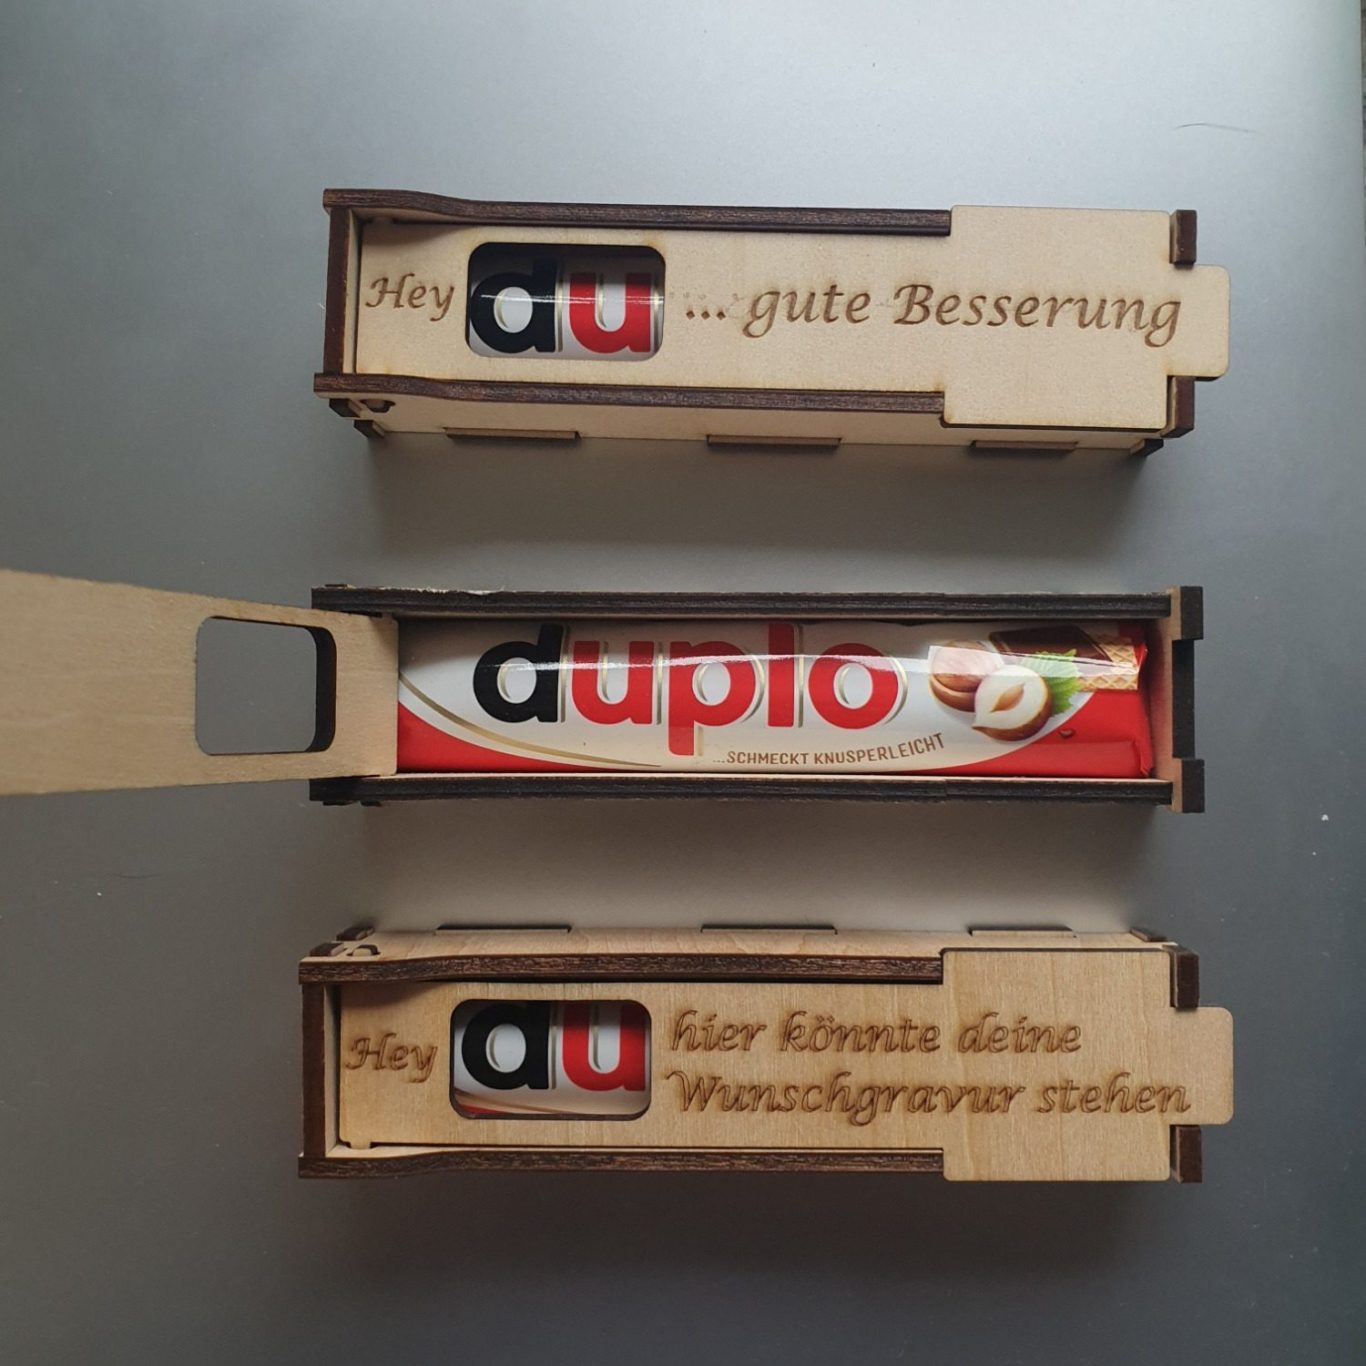 Hey du ... gute Besserung
duplo
...SCHMECKT KNUSPERLEICHT
Hey du hier könnte deine
Wunschgravur stehen